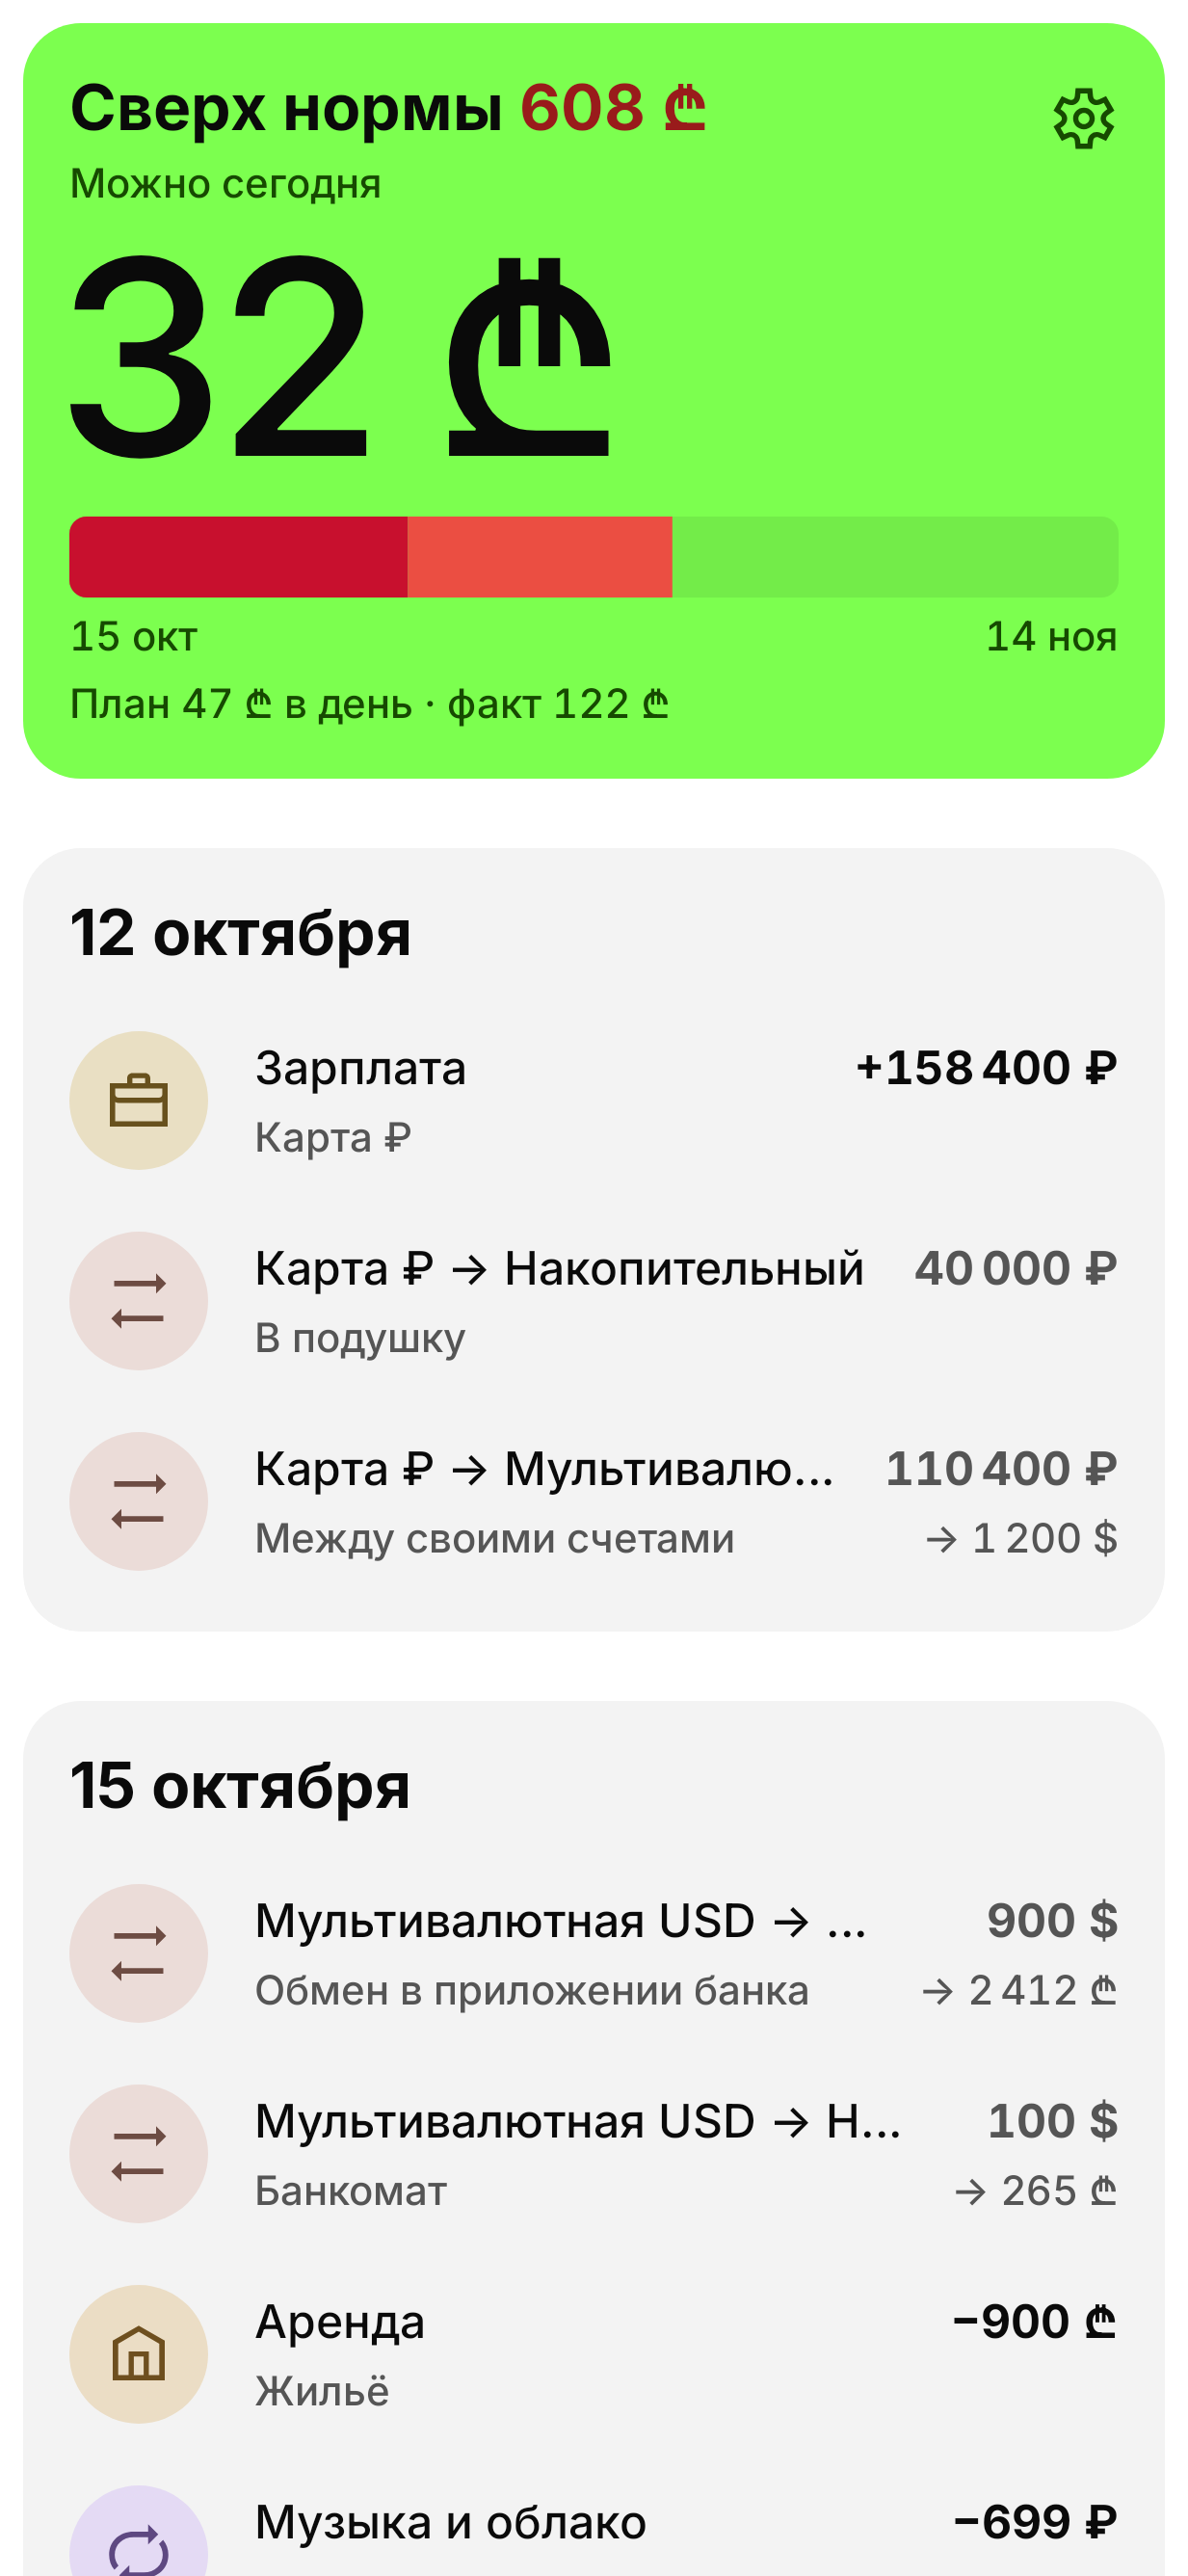 Сверх нормы 608 ₾
Можно сегодня
32 ₾
15 окт 14 ноя
План 47 ₾ в день · факт 122 ₾
12 октября
Зарплата +158 400 ₽
Карта ₽
Карта ₽ → Накопительный 40 000 ₽
В подушку
Карта ₽ → Мультивалю... 110 400 ₽
Между своими счетами → 1 200 $
15 октября
Мультивалютная USD → ... 900 $
Обмен в приложении банка → 2 412 ₾
Мультивалютная USD → Н... 100 $
Банкомат → 265 ₾
Аренда −900 ₾
Жильё
Музыка и облако −699 ₽